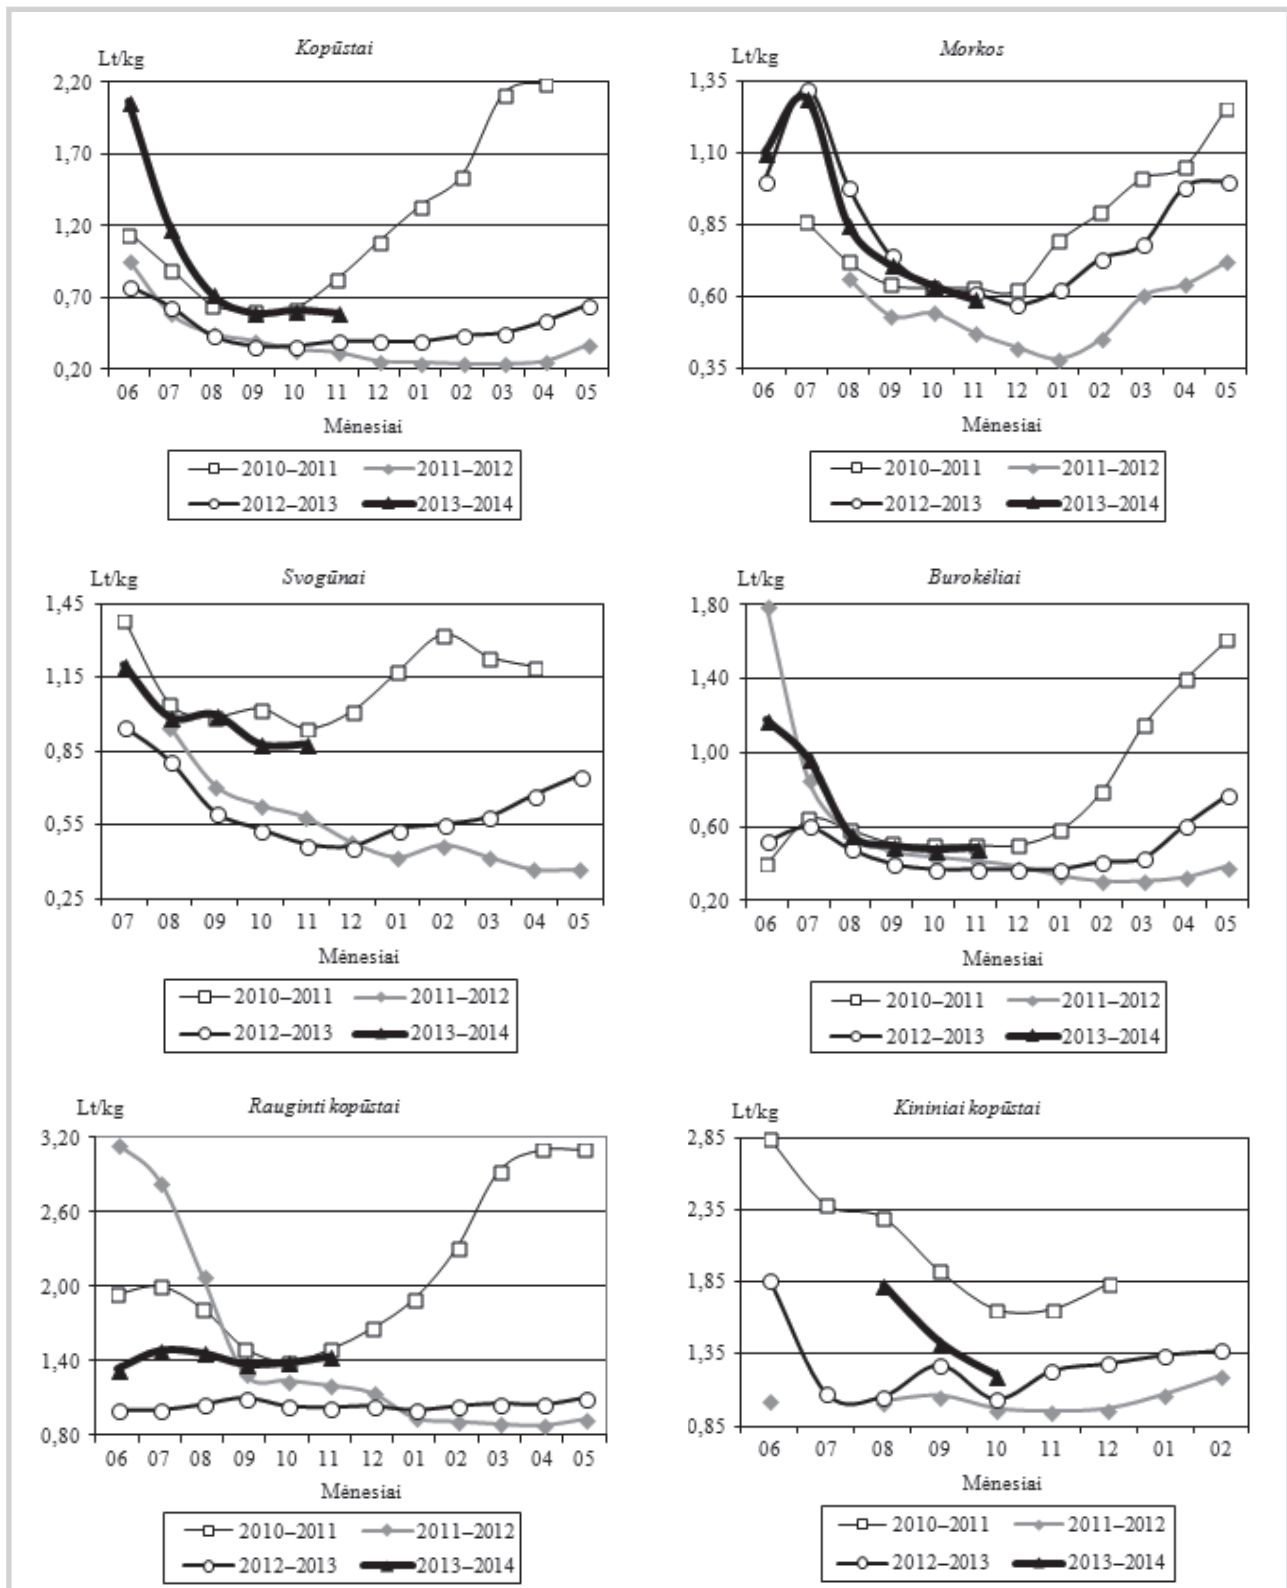 Kopūstai
Lt/kg
2,20
1,70
1,20
0,70
0,20
06 07 08 09 10 11 12 01 02 03 04 05
Mėnesiai
2010–2011 2011–2012
2012–2013 2013–2014
Morkos
Lt/kg
1,35
1,10
0,85
0,60
0,35
06 07 08 09 10 11 12 01 02 03 04 05
Mėnesiai
2010–2011 2011–2012
2012–2013 2013–2014
Svogūnai
Lt/kg
1,45
1,15
0,85
0,55
0,25
07 08 09 10 11 12 01 02 03 04 05
Mėnesiai
2010–2011 2011–2012
2012–2013 2013–2014
Burokėliai
Lt/kg
1,80
1,40
1,00
0,60
0,20
06 07 08 09 10 11 12 01 02 03 04 05
Mėnesiai
2010–2011 2011–2012
2012–2013 2013–2014
Rauginti kopūstai
Lt/kg
3,20
2,60
2,00
1,40
0,80
06 07 08 09 10 11 12 01 02 03 04 05
Mėnesiai
2010–2011 2011–2012
2012–2013 2013–2014
Kininiai kopūstai
Lt/kg
2,85
2,35
1,85
1,35
0,85
06 07 08 09 10 11 12 01 02
Mėnesiai
2010–2011 2011–2012
2012–2013 2013–2014